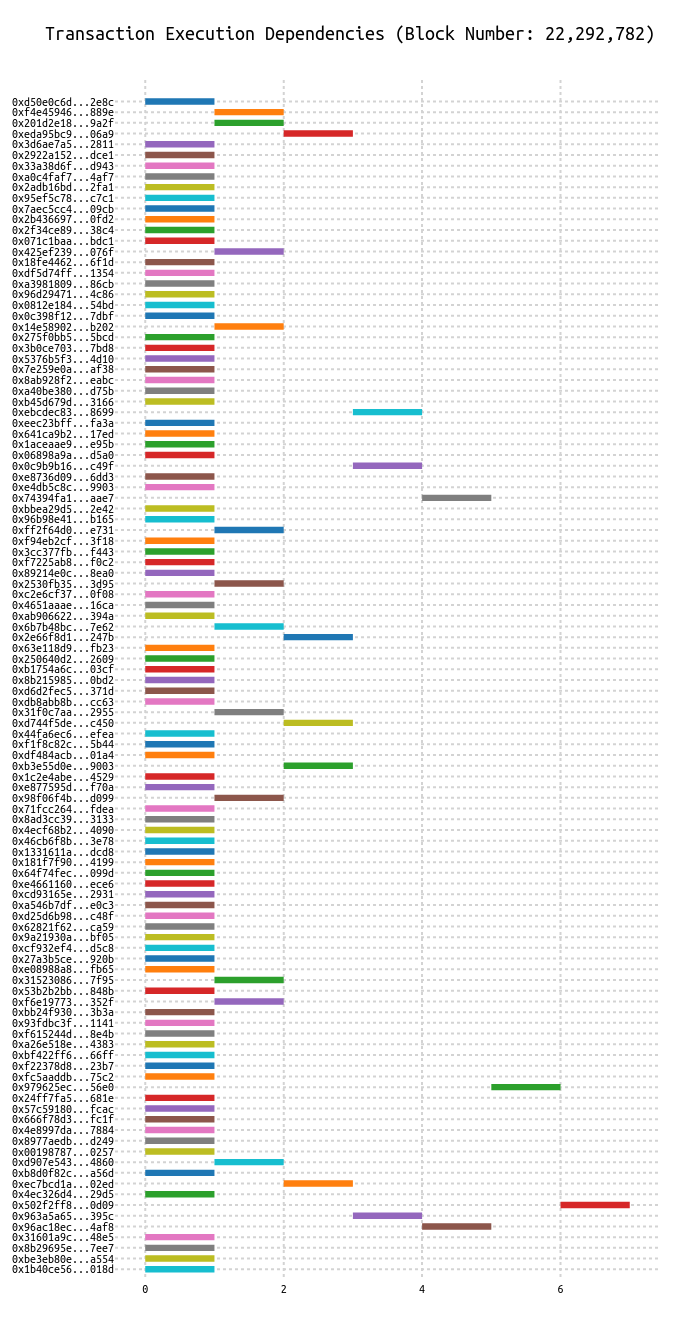 Transaction Execution Dependencies (Block Number: 22,292,782)
0xd50e0c6d...2e8c
0xf4e45946...889e
0x201d2e18...9a2f
0xeda95bc9...06a9
0x3d6ae7a5...2811
0x2922a152...dce1
0x33a38d6f...d943
0xa0c4faf7...4af7
0x2adb16bd...2fa1
0x95ef5c78...c7c1
0x7aec5cc4...09cb
0x2b436697...0fd2
0x2f34ce89...38c4
0x071c1baa...bdc1
0x425ef239...076f
0x18fe4462...6f1d
0xdf5d74ff...1354
0xa3981809...86cb
0x96d29471...4c86
0x0812e184...54bd
0x0c398f12...7dbf
0x14e58902...b202
0x275f0bb5...5bcd
0x3b0ce703...7bd8
0x5376b5f3...4d10
0x7e259e0a...af38
0x8ab928f2...eabc
0xa40be380...d75b
0xb45d679d...3166
0xebcdec83...8699
0xeec23bff...fa3a
0x641ca9b2...17ed
0x1aceaae9...e95b
0x06898a9a...d5a0
0x0c9b9b16...c49f
0xe8736d09...6dd3
0xe4db5c8c...9903
0x74394fa1...aae7
0xbbea29d5...2e42
0x96b98e41...b165
0xff2f64d0...e731
0xf94eb2cf...3f18
0x3cc377fb...f443
0xf7225ab8...f0c2
0x89214e0c...8ea0
0x2530fb35...3d95
0xc2e6cf37...0f08
0x4651aaae...16ca
0xab906622...394a
0x6b7b48bc...7e62
0x2e66f8d1...247b
0x63e118d9...fb23
0x250640d2...2609
0xb1754a6c...03cf
0x8b215985...0bd2
0xd6d2fec5...371d
0xdb8abb8b...cc63
0x31f0c7aa...2955
0xd744f5de...c450
0x44fa6ec6...efea
0xf1f8c82c...5b44
0xdf484acb...01a4
0xb3e55d0e...9003
0x1c2e4abe...4529
0xe877595d...f70a
0x98f06f4b...d099
0x71fcc264...fdea
0x8ad3cc39...3133
0x4ecf68b2...4090
0x46cb6f8b...3e78
0x1331611a...dcd8
0x181f7f90...4199
0x64f74fec...099d
0xe4661160...ece6
0xcd93165e...2931
0xa546b7df...e0c3
0xd25d6b98...c48f
0x62821f62...ca59
0x9a21930a...bf05
0xcf932ef4...d5c8
0x27a3b5ce...920b
0xe08988a8...fb65
0x31523086...7f95
0x53b2b2bb...848b
0xf6e19773...352f
0xbb24f930...3b3a
0x93fdbc3f...1141
0xf615244d...8e4b
0xa26e518e...4383
0xbf422ff6...66ff
0xf22378d8...23b7
0xfc5aaddb...75c2
0x979625ec...56e0
0x24ff7fa5...681e
0x57c59180...fcac
0x666f78d3...fc1f
0x4e8997da...7884
0x8977aedb...d249
0x00198787...0257
0xd907e543...4860
0xb8d0f82c...a56d
0xec7bcd1a...02ed
0x4ec326d4...29d5
0x502f2ff8...0d09
0x963a5a65...395c
0x96ac18ec...4af8
0x31601a9c...48e5
0x8b29695e...7ee7
0xbe3eb80e...a554
0x1b40ce56...018d
0 2 4 6